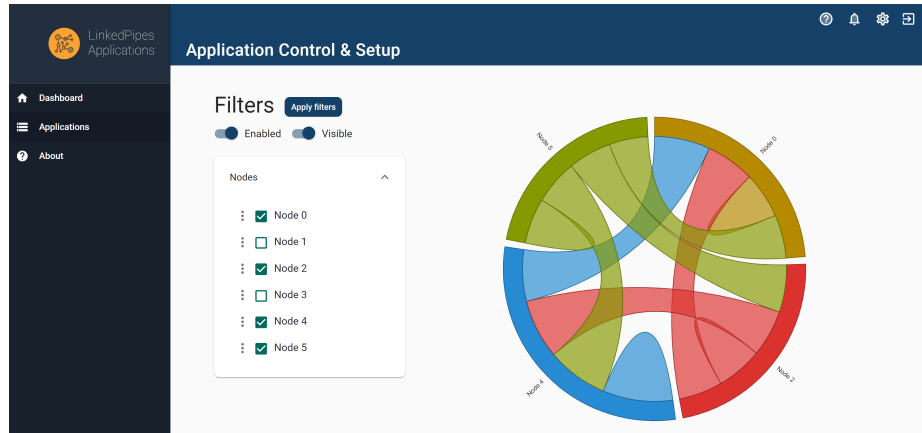 LinkedPipes
Applications
Application Control & Setup
Dashboard
Applications
About
Filters
Apply filters
Enabled
Visible
Nodes
Node 0
Node 1
Node 2
Node 3
Node 4
Node 5
Node 5
Node 0
Node 4
Node 2